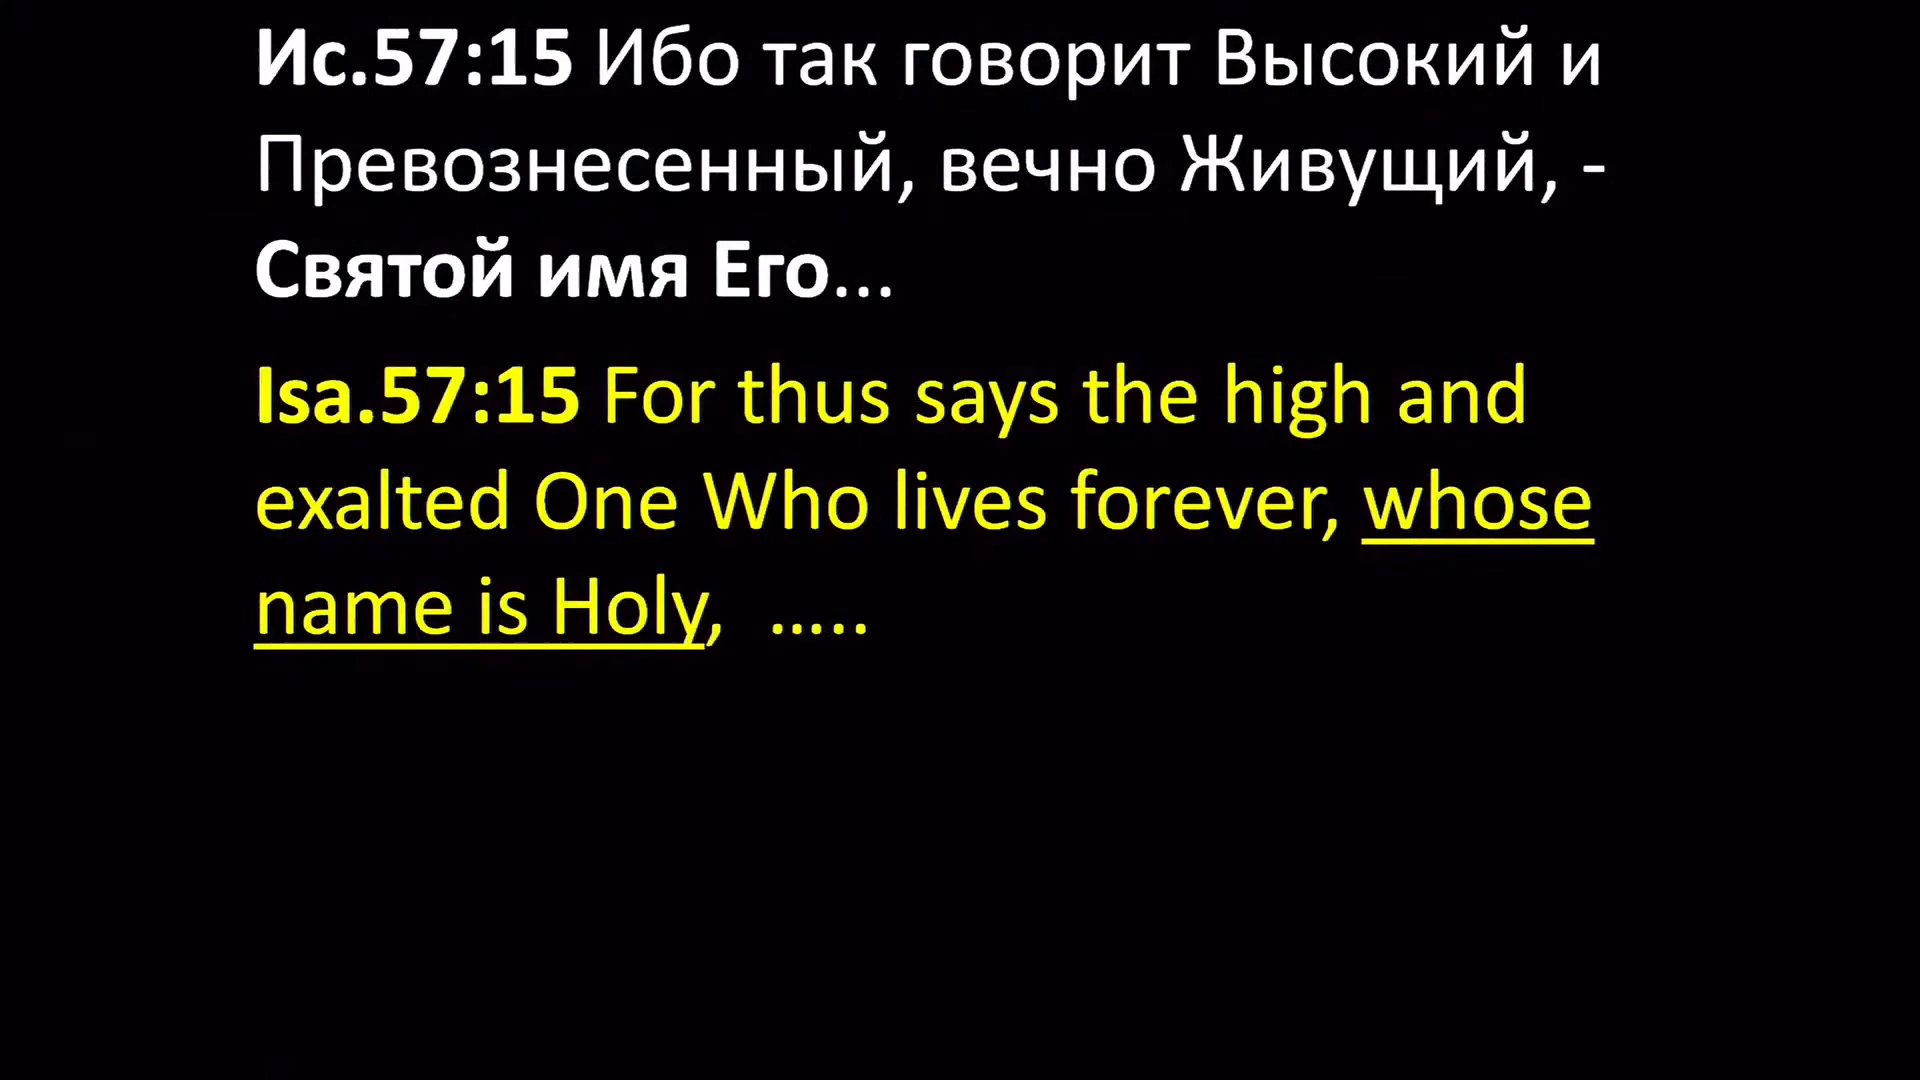 Ис.57:15 Ибо так говорит Высокий и
Превознесенный, вечно Живущий, -
Святой имя Его...
Isa.57:15 For thus says the high and
exalted One Who lives forever, whose
name is Holy,  .....